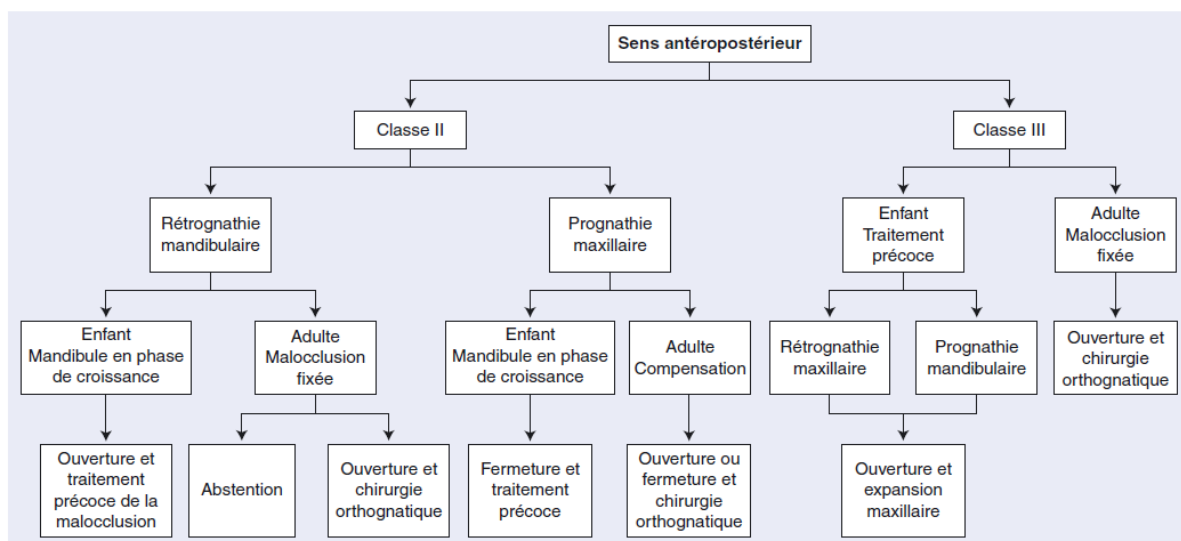 Sens antéropostérieur
Classe II
Classe III
Rétrognathie
mandibulaire
Prognathie
maxillaire
Enfant
Traitement
précoce
Adulte
Malocclusion
fixée
Enfant
Mandibule en phase
de croissance
Adulte
Malocclusion
fixée
Enfant
Mandibule en phase
de croissance
Adulte
Compensation
Rétrognathie
maxillaire
Prognathie
mandibulaire
Ouverture et
chirurgie
orthognatique
Ouverture et
traitement
précoce de la
malocclusion
Abstention
Ouverture et
chirurgie
orthognatique
Fermeture et
traitement
précoce
Ouverture ou
fermeture et
chirurgie
orthognatique
Ouverture et
expansion
maxillaire